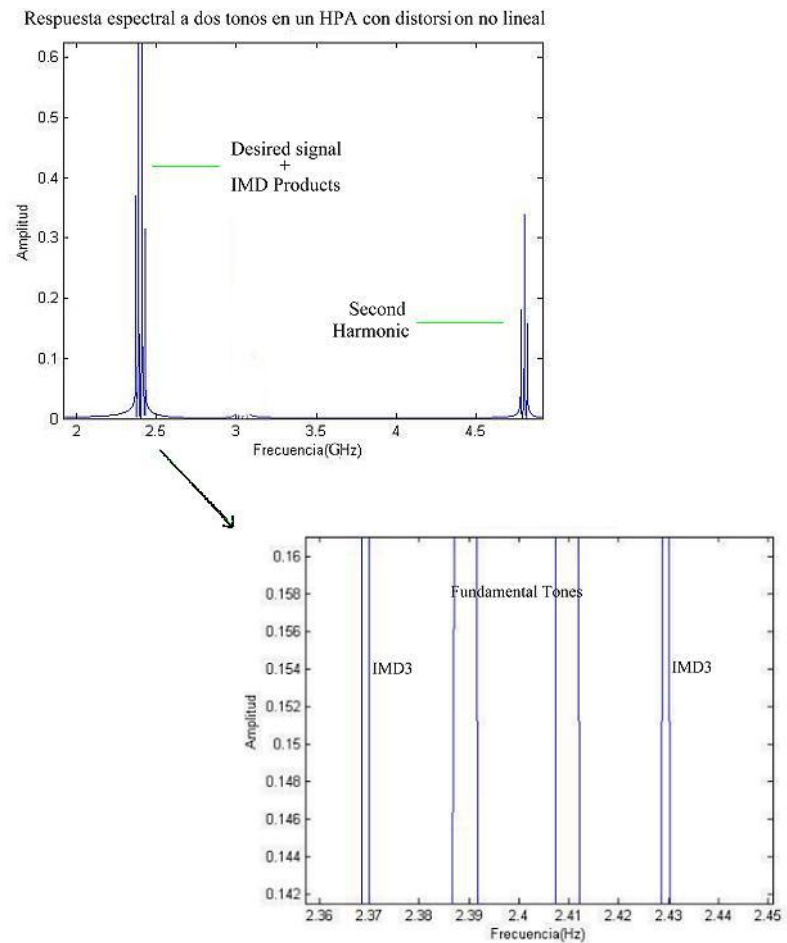 Respuesta espectral a dos tonos en un HPA con distorsion no lineal
0.6
0.5
0.4
0.3
0.2
0.1
0
Amplitud
Desired signal
+
IMD Products
Second
Harmonic
2 2.5 3 3.5 4 4.5
Frecuencia(GHz)
0.16
0.158
0.156
0.154
0.152
0.15
0.148
0.146
0.144
0.142
Amplitud
Fundamental Tones
IMD3
IMD3
2.36 2.37 2.38 2.39 2.4 2.41 2.42 2.43 2.44 2.45
Frecuencia(Hz)